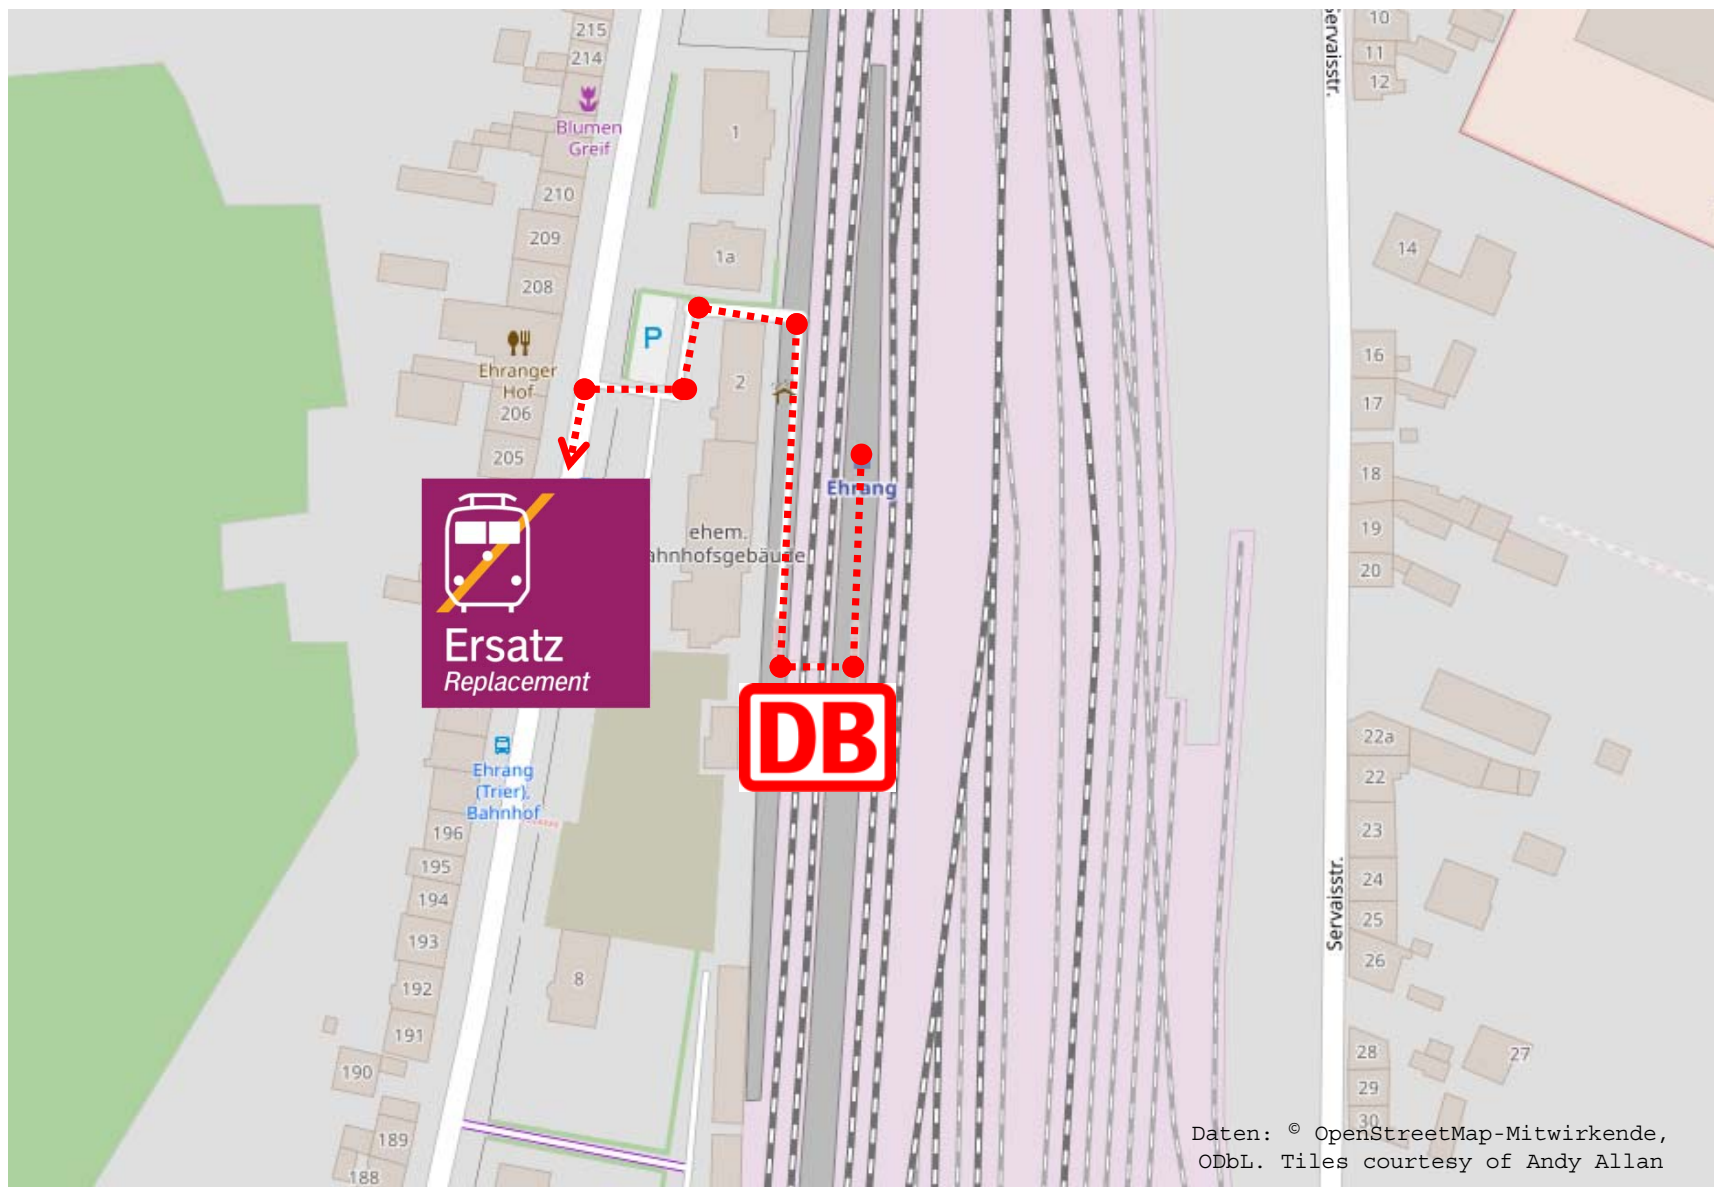 215
214
Blumen
Greif
210
209
208
Ehranger
Hof
206
205
1
1a
P
2
Ehrang
ehem.
ahnhofsgebäude
Ersatz
Replacement
DB
Ehrang
(Trier),
Bahnhof
196
195
194
193
192
191
190
189
188
8
Servaisstr.
10
11
12
14
16
17
18
19
20
22a
22
23
24
25
26
Servaisstr.
27
28
29
30
Daten: © OpenStreetMap-Mitwirkende,
ODbL. Tiles courtesy of Andy Allan